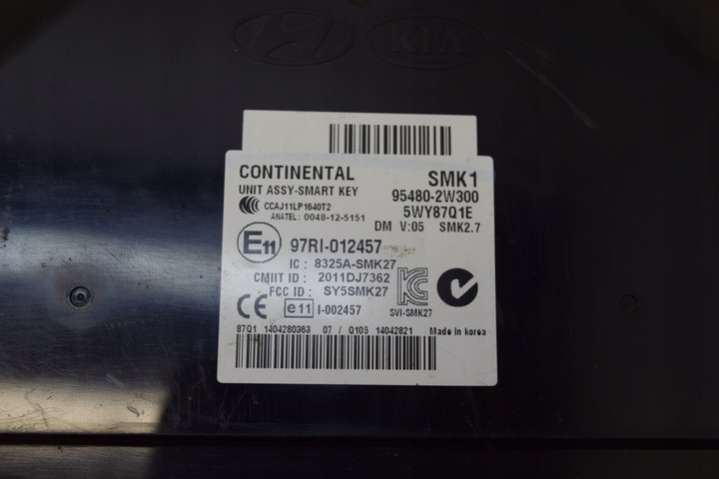 KIA
CONTINENTAL SMK1
UNIT ASSY-SMART KEY 95480-2W300
CCAJ11LP1640T2 5WY87Q1E
ANATEL: 0048-12-5151 DM V:05 SMK2.7
E11 97RI-012457
IC : 8325A-SMK27
CMIIT ID : 2011DJ7362
FCC ID : SY5SMK27
CE e11 I-002457 SVI-SMK27
87Q1 1404280363 07 / Q105 14042821 Made in korea